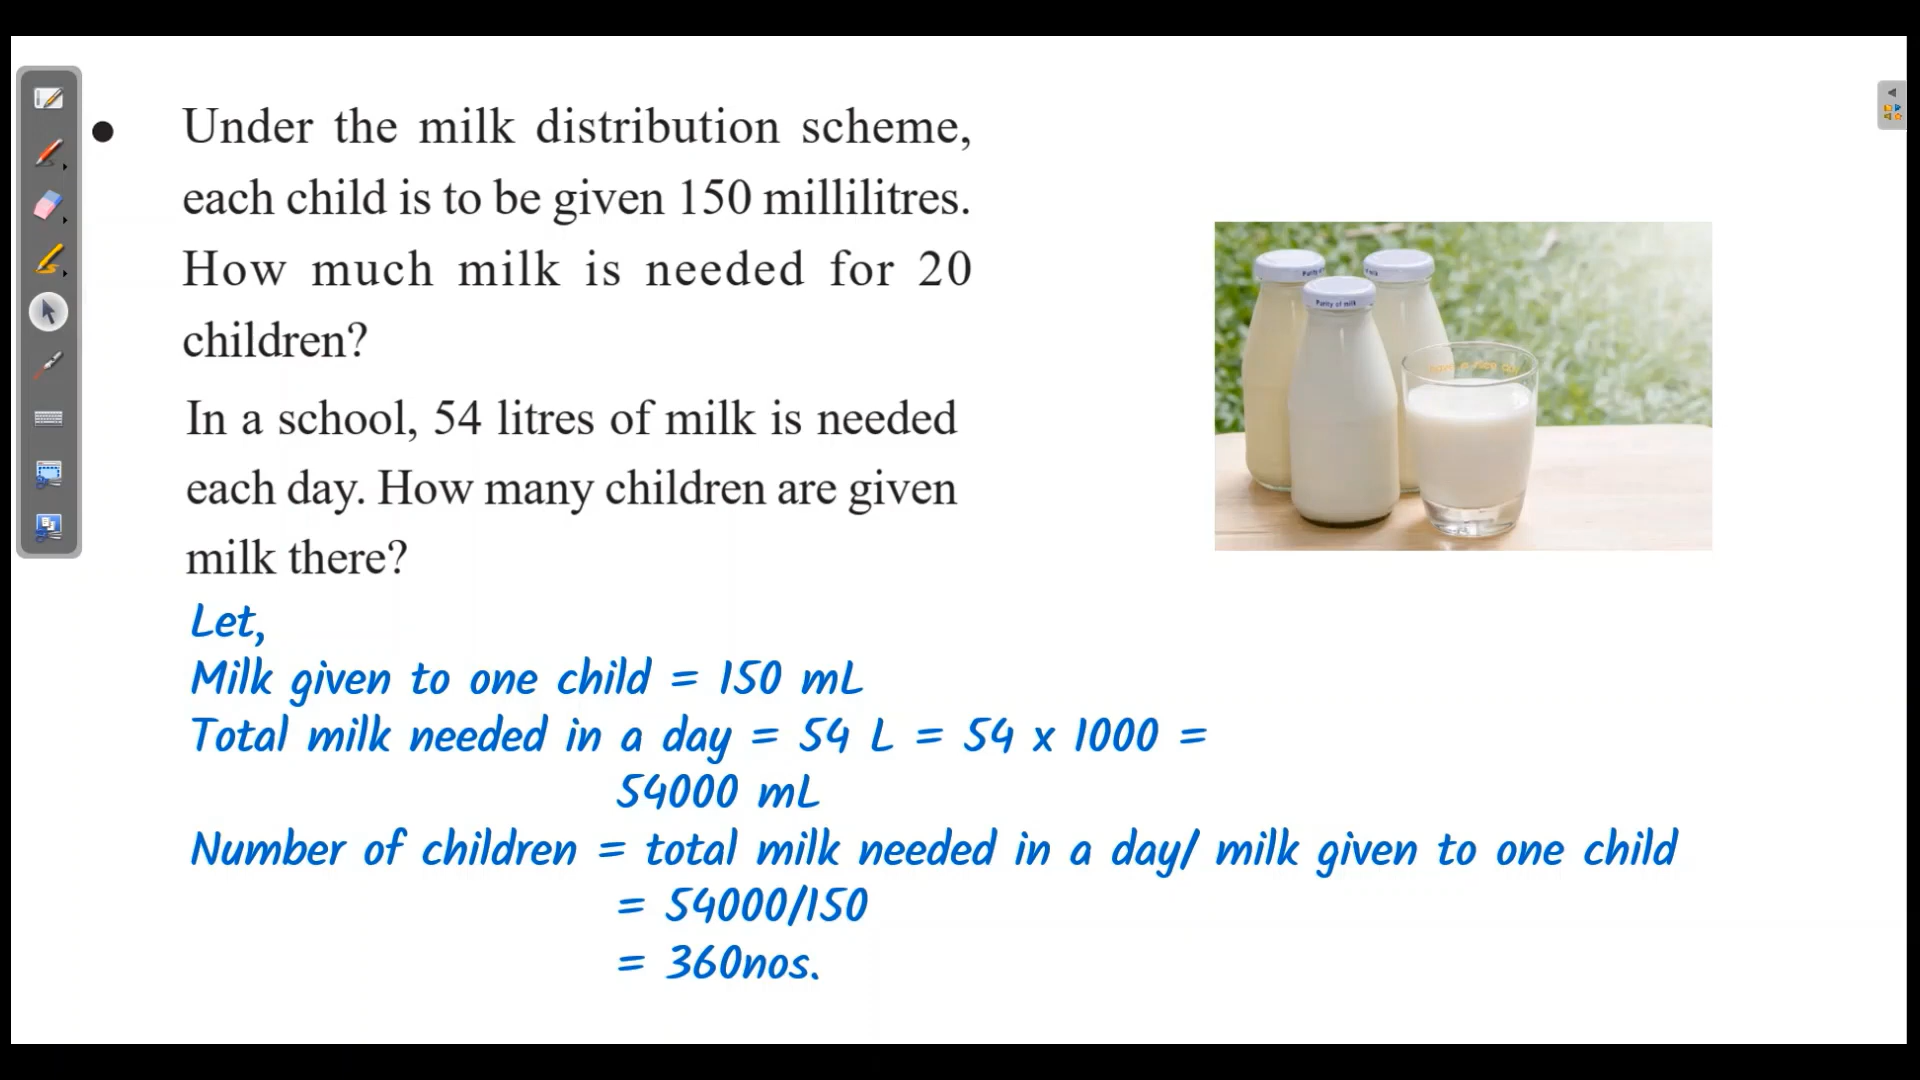 Under the milk distribution scheme,
each child is to be given 150 millilitres.
How much milk is needed for 20
children?
In a school, 54 litres of milk is needed
each day. How many children are given
milk there?
Let,
Milk given to one child = 150 mL
Total milk needed in a day = 54 L = 54 x 1000 =
54000 mL
Number of children = total milk needed in a day/ milk given to one child
= 54000/150
= 360nos.
Purity of milk